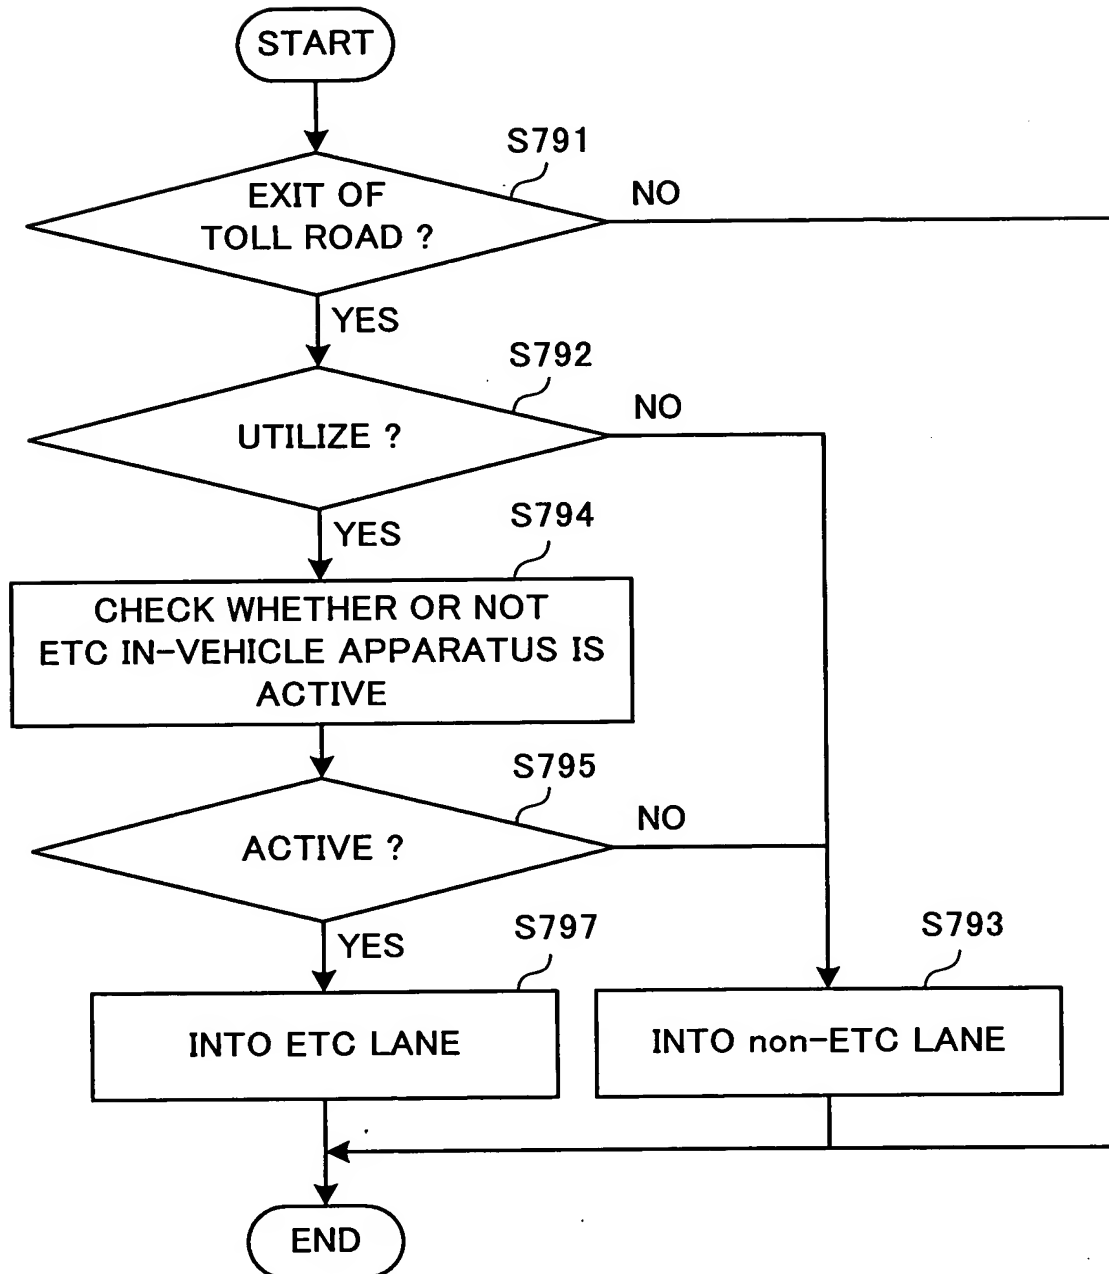 START
S791
EXIT OF
TOLL ROAD ?
NO
YES
S792
UTILIZE ?
NO
YES
S794
CHECK WHETHER OR NOT
ETC IN-VEHICLE APPARATUS IS
ACTIVE
S795
ACTIVE ?
NO
YES
S797
INTO ETC LANE
S793
INTO non-ETC LANE
END